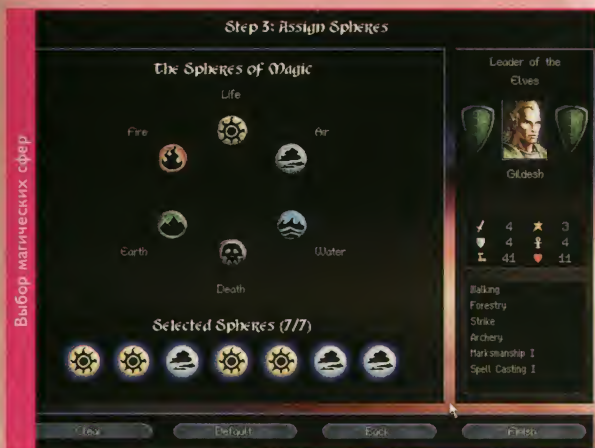 Выбор магических сфер
Step 3: Assign Spheres
The Spheres of Magic
Life
Fire
Air
Earth
Water
Death
Selected Spheres (7/7)
Leader of the
Elves
Gildesh
4 3
4 4
41 11
Walking
Forestry
Strike
Archery
Marksmanship I
Spell Casting I
Clear
Default
Back
Finish